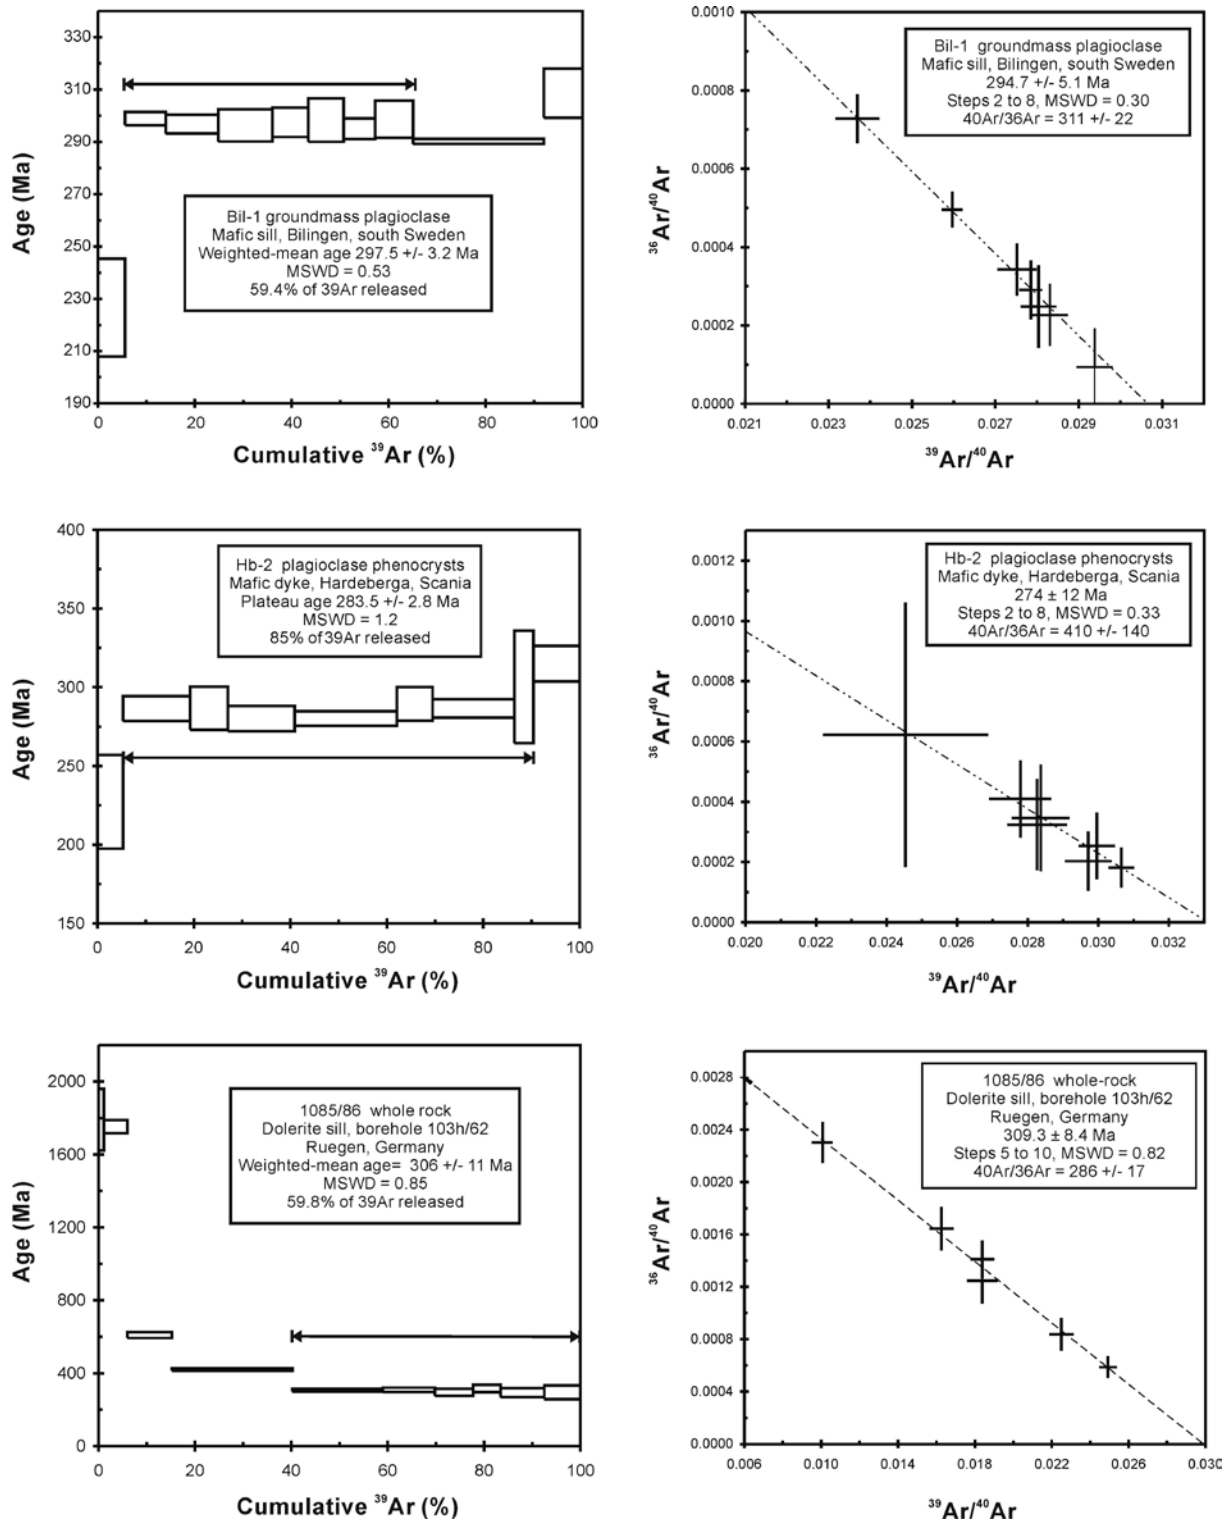 330
310
290
270
250
230
210
190
Age (Ma)
0
20
40
60
80
100
Cumulative ³⁹Ar (%)
Bil-1 groundmass plagioclase
Mafic sill, Bilingen, south Sweden
Weighted-mean age 297.5 +/- 3.2 Ma
MSWD = 0.53
59.4% of 39Ar released
0.0010
0.0008
0.0006
0.0004
0.0002
0.0000
³⁶Ar/⁴⁰Ar
0.021
0.023
0.025
0.027
0.029
0.031
³⁹Ar/⁴⁰Ar
Bil-1 groundmass plagioclase
Mafic sill, Bilingen, south Sweden
294.7 +/- 5.1 Ma
Steps 2 to 8, MSWD = 0.30
40Ar/36Ar = 311 +/- 22
400
350
300
250
200
150
Age (Ma)
0
20
40
60
80
100
Cumulative ³⁹Ar (%)
Hb-2 plagioclase phenocrysts
Mafic dyke, Hardeberga, Scania
Plateau age 283.5 +/- 2.8 Ma
MSWD = 1.2
85% of 39Ar released
0.0012
0.0010
0.0008
0.0006
0.0004
0.0002
0.0000
³⁶Ar/⁴⁰Ar
0.020
0.022
0.024
0.026
0.028
0.030
0.032
³⁹Ar/⁴⁰Ar
Hb-2 plagioclase phenocrysts
Mafic dyke, Hardeberga, Scania
274 ± 12 Ma
Steps 2 to 8, MSWD = 0.33
40Ar/36Ar = 410 +/- 140
2000
1600
1200
800
400
0
Age (Ma)
0
20
40
60
80
100
Cumulative ³⁹Ar (%)
1085/86 whole rock
Dolerite sill, borehole 103h/62
Ruegen, Germany
Weighted-mean age= 306 +/- 11 Ma
MSWD = 0.85
59.8% of 39Ar released
0.0028
0.0024
0.0020
0.0016
0.0012
0.0008
0.0004
0.0000
³⁶Ar/⁴⁰Ar
0.006
0.010
0.014
0.018
0.022
0.026
0.030
³⁹Ar/⁴⁰Ar
1085/86 whole-rock
Dolerite sill, borehole 103h/62
Ruegen, Germany
309.3 ± 8.4 Ma
Steps 5 to 10, MSWD = 0.82
40Ar/36Ar = 286 +/- 17